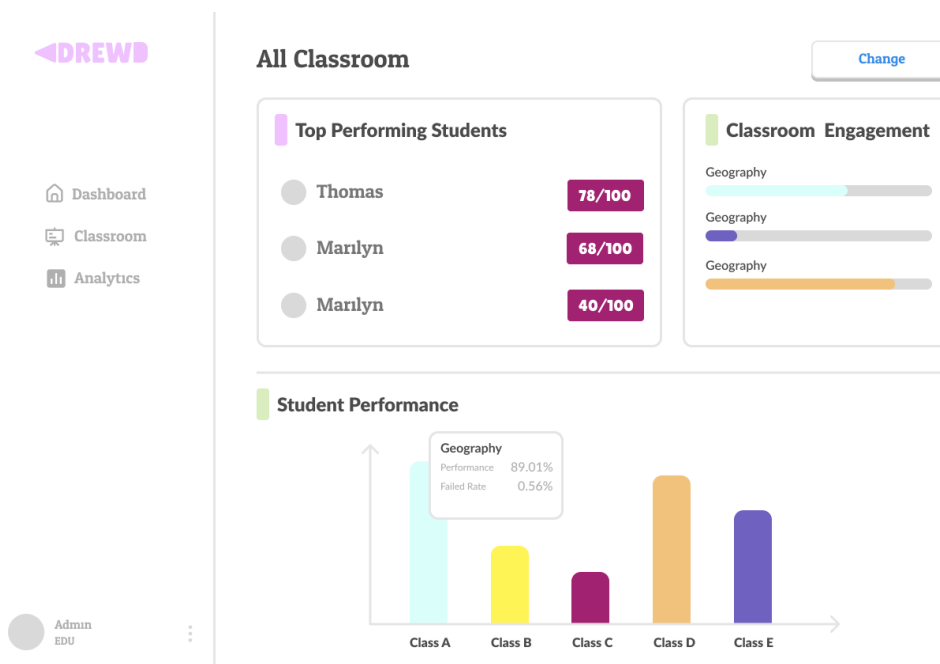 DREWD
Dashboard
Classroom
Analytics
Admin
EDU
All Classroom
Change
Top Performing Students
Thomas 78/100
Marılyn 68/100
Marılyn 40/100
Classroom Engagement
Geography
Geography
Geography
Student Performance
Geography
Performance 89.01%
Failed Rate 0.56%
Class A Class B Class C Class D Class E